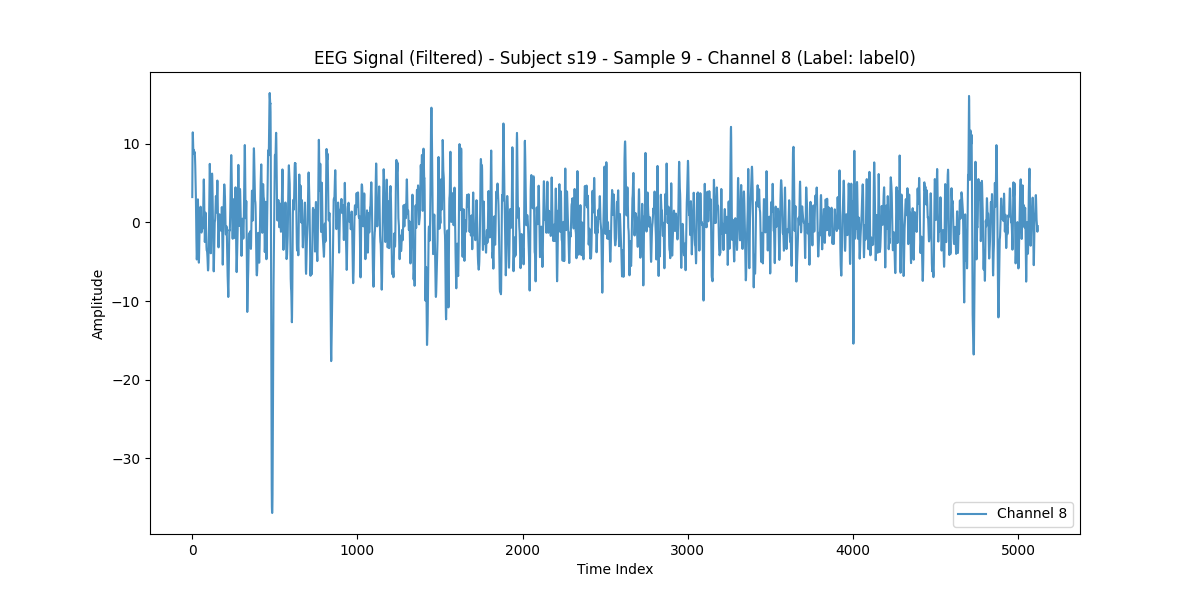 EEG Signal (Filtered) - Subject s19 - Sample 9 - Channel 8 (Label: label0)
Amplitude
10
0
−10
−20
−30
0 1000 2000 3000 4000 5000
Time Index
Channel 8